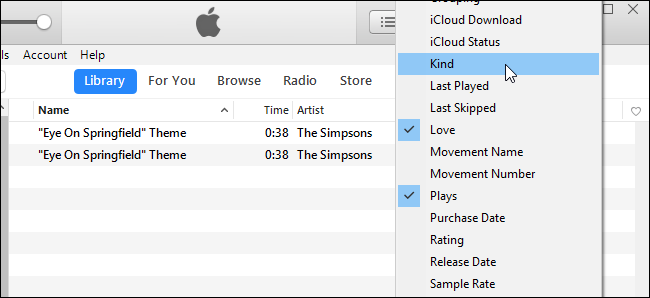 Grouping
iCloud Download
iCloud Status
ls Account Help
Kind
Library For You Browse Radio Store
Last Played
Name Time Artist
Last Skipped
"Eye On Springfield" Theme 0:38 The Simpsons
Love
"Eye On Springfield" Theme 0:38 The Simpsons
Movement Name
Movement Number
Plays
Purchase Date
Rating
Release Date
Sample Rate